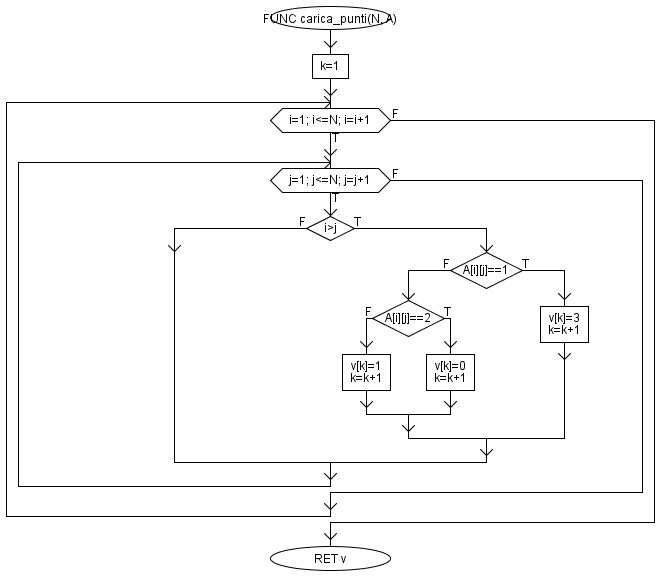 FUNC carica_punti(N, A)
k=1
i=1; i<=N; i=i+1
F
T
j=1; j<=N; j=j+1
F
T
F
i>j
T
F
A[i][j]==1
T
F
A[i][j]==2
T
v[k]=3
k=k+1
v[k]=1
k=k+1
v[k]=0
k=k+1
RET v